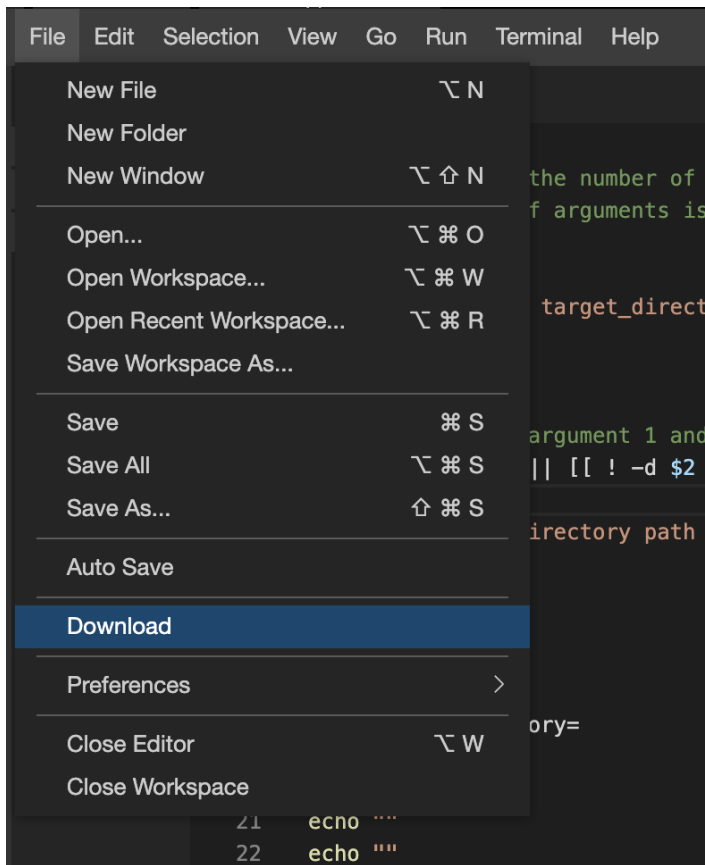 File Edit Selection View Go Run Terminal Help
New File ⌥ N
New Folder
New Window ⌥ ⇧ N
the number of
f arguments is
Open... ⌥ ⌘ O
Open Workspace... ⌥ ⌘ W
target_direct
Open Recent Workspace... ⌥ ⌘ R
Save Workspace As...
Save ⌘ S
argument 1 and
Save All ⌥ ⌘ S
|| [[ ! -d $2
Save As... ⇧ ⌘ S
irectory path
Auto Save
Download
Preferences >
ory=
Close Editor ⌥ W
Close Workspace
21 echo ""
22 echo ""